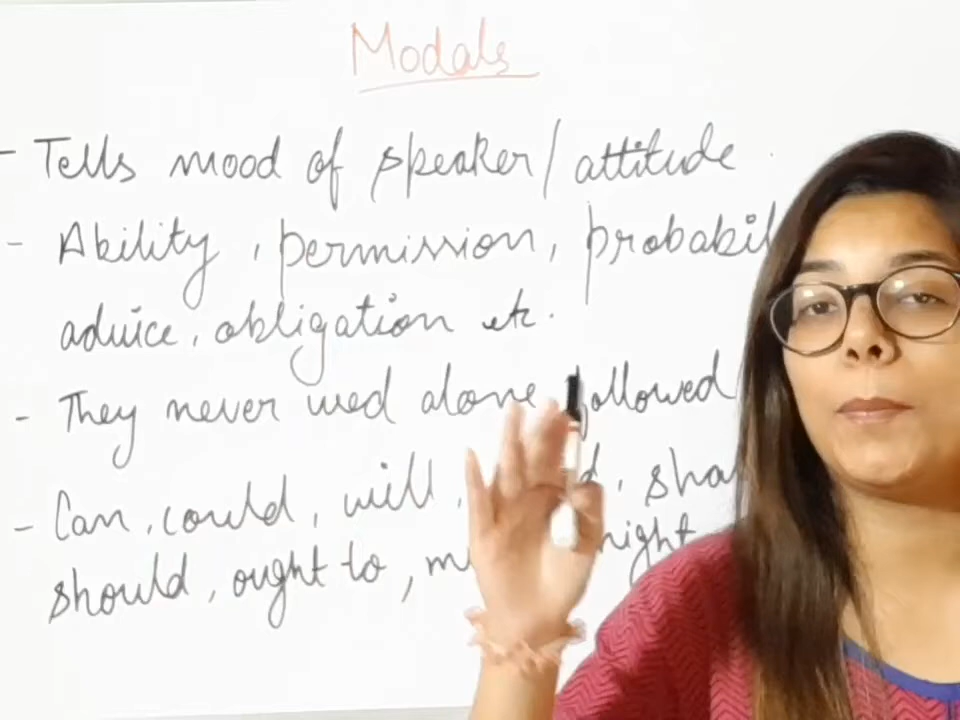 Modals
- Tells mood of speaker/attitude
- Ability, permission, probabil
advice, obligation etc.
- They never used alone followed
- Can, could, will, sha
should, ought to, might